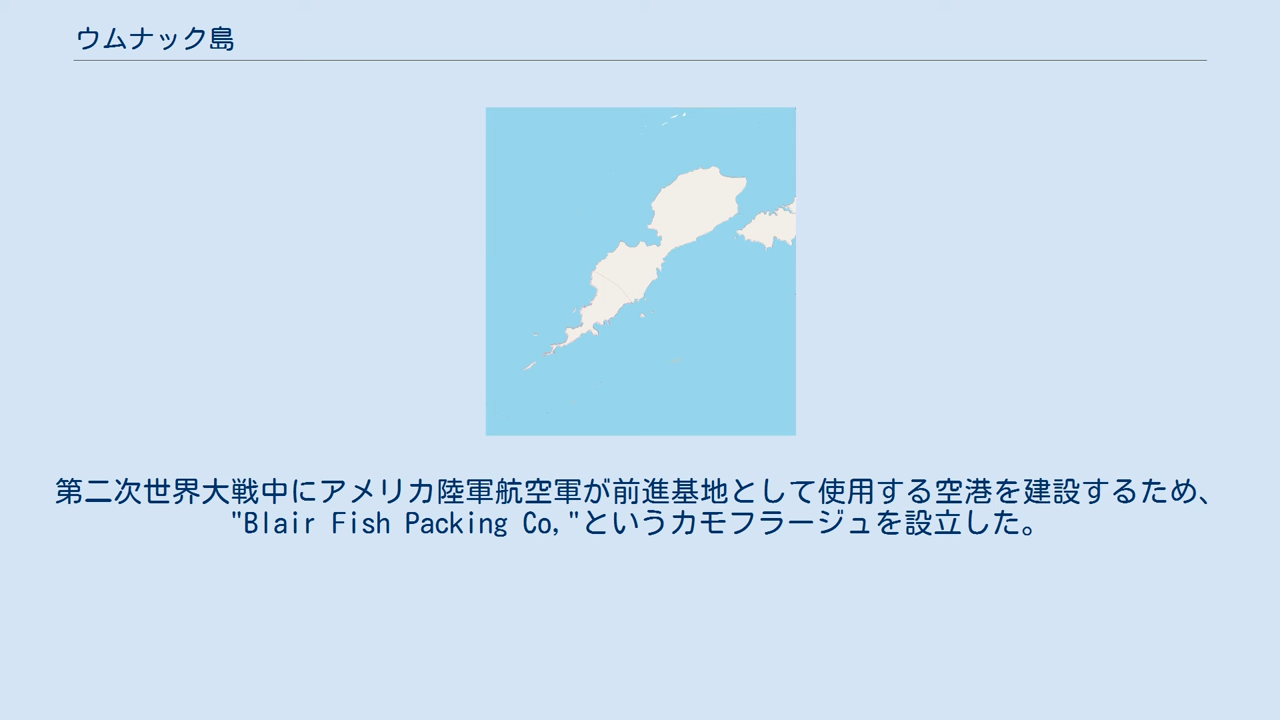 ウムナック島
第二次世界大戦中にアメリカ陸軍航空軍が前進基地として使用する空港を建設するため、
"Blair Fish Packing Co,"というカモフラージュを設立した。